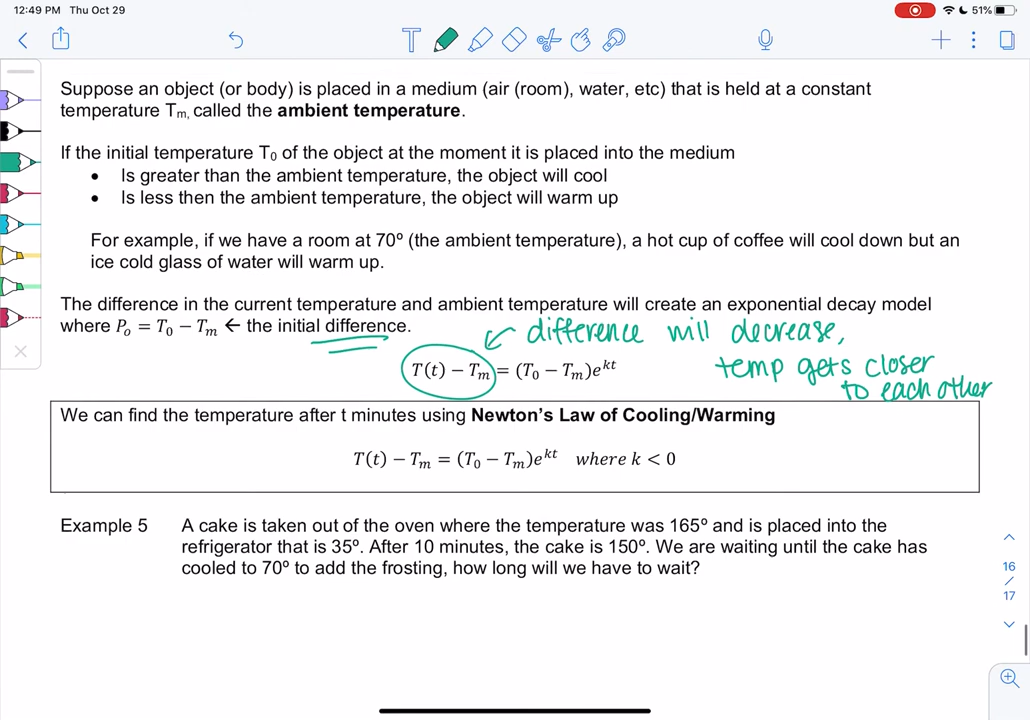 12:49 PM Thu Oct 29
51%
Suppose an object (or body) is placed in a medium (air (room), water, etc) that is held at a constant
temperature Tm, called the ambient temperature.
If the initial temperature T₀ of the object at the moment it is placed into the medium
• Is greater than the ambient temperature, the object will cool
• Is less then the ambient temperature, the object will warm up
For example, if we have a room at 70º (the ambient temperature), a hot cup of coffee will cool down but an
ice cold glass of water will warm up.
The difference in the current temperature and ambient temperature will create an exponential decay model
where Pₒ = T₀ − Tₘ ← the initial difference.
difference will decrease,
temp gets closer
to each other
T(t) − Tₘ = (T₀ − Tₘ)eᵏᵗ
We can find the temperature after t minutes using Newton's Law of Cooling/Warming
T(t) − Tₘ = (T₀ − Tₘ)eᵏᵗ where k < 0
Example 5 A cake is taken out of the oven where the temperature was 165º and is placed into the
refrigerator that is 35º. After 10 minutes, the cake is 150º. We are waiting until the cake has
cooled to 70º to add the frosting, how long will we have to wait?
16
/
17